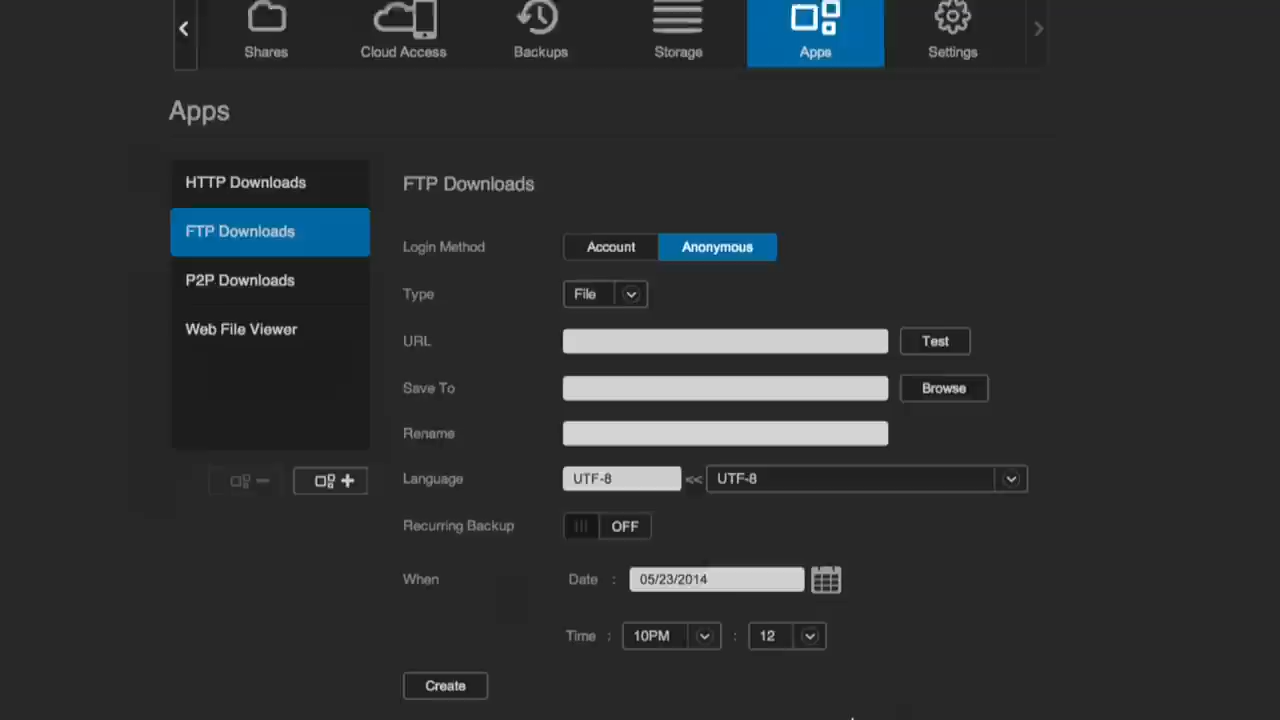 Shares Cloud Access Backups Storage Apps Settings
Apps
HTTP Downloads
FTP Downloads
P2P Downloads
Web File Viewer
FTP Downloads
Login Method Account Anonymous
Type File
URL Test
Save To Browse
Rename
Language UTF-8 << UTF-8
Recurring Backup OFF
When Date : 05/23/2014
Time : 10PM : 12
Create